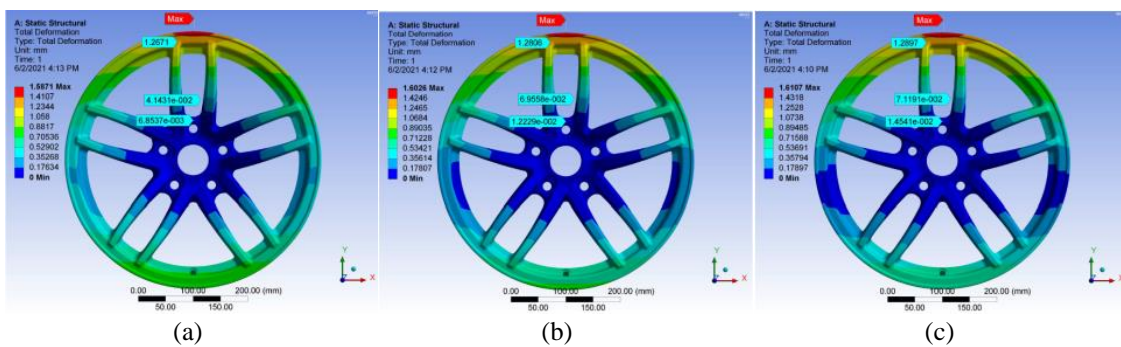 A: Static Structural
Total Deformation
Type: Total Deformation
Unit: mm
Time: 1
6/2/2021 4:13 PM
Max
1.2671
1.5871 Max
1.4107
1.2344
1.058
0.8817
0.70536
0.52902
0.35268
0.17634
0 Min
4.1431e-002
6.8537e-003
Y
X
Z
0.00
100.00
200.00 (mm)
50.00
150.00
(a)
A: Static Structural
Total Deformation
Type: Total Deformation
Unit: mm
Time: 1
6/2/2021 4:12 PM
Max
1.2806
1.6026 Max
1.4246
1.2465
1.0684
0.89035
0.71228
0.53421
0.35614
0.17807
0 Min
6.9558e-002
1.2229e-002
Y
X
Z
0.00
100.00
200.00 (mm)
50.00
150.00
(b)
A: Static Structural
Total Deformation
Type: Total Deformation
Unit: mm
Time: 1
6/2/2021 4:10 PM
Max
1.2897
1.6107 Max
1.4318
1.2528
1.0738
0.89485
0.71588
0.53691
0.35794
0.17897
0 Min
7.1191e-002
1.4541e-002
Y
X
Z
0.00
100.00
200.00 (mm)
50.00
150.00
(c)